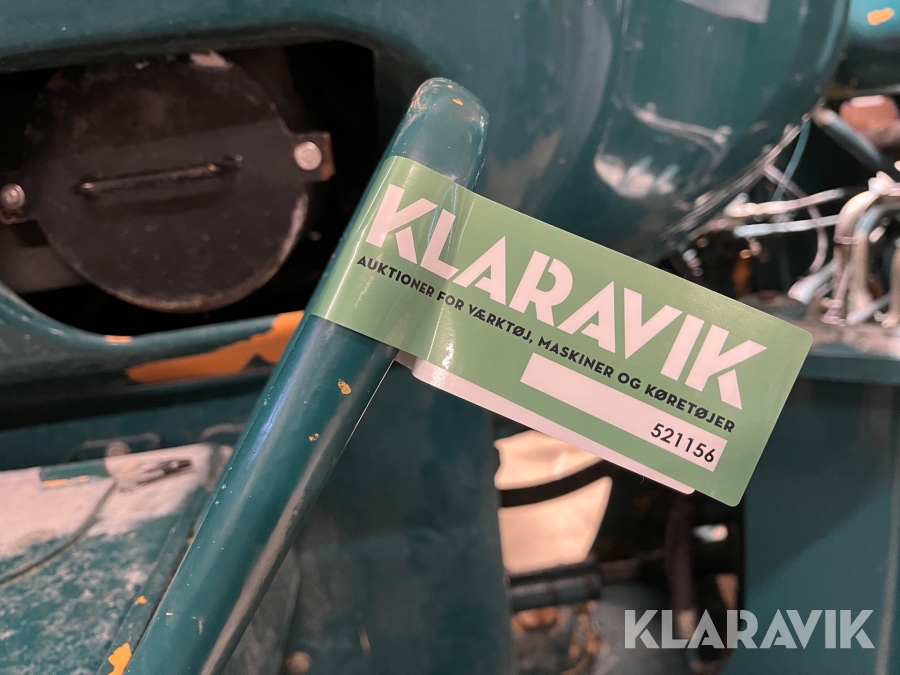 KLARAVIK
AUKTIONER FOR VÆRKTØJ, MASKINER OG KØRETØJER
521156
KLARAVIK